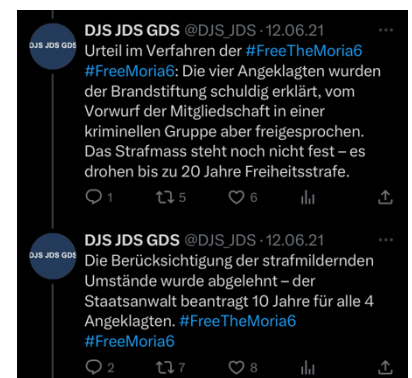 DJS JDS GDS @DJS_JDS · 12.06.21
DJS JDS GDS
Urteil im Verfahren der #FreeTheMoria6
#FreeMoria6: Die vier Angeklagten wurden
der Brandstiftung schuldig erklärt, vom
Vorwurf der Mitgliedschaft in einer
kriminellen Gruppe aber freigesprochen.
Das Strafmass steht noch nicht fest – es
drohen bis zu 20 Jahre Freiheitsstrafe.
1 5 6
DJS JDS GDS @DJS_JDS · 12.06.21
DJS JDS GDS
Die Berücksichtigung der strafmildernden
Umstände wurde abgelehnt – der
Staatsanwalt beantragt 10 Jahre für alle 4
Angeklagten. #FreeTheMoria6
#FreeMoria6
2 7 8